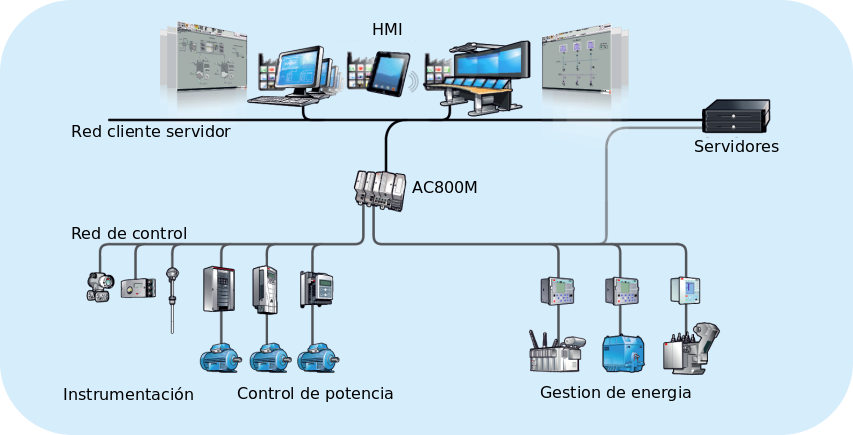 HMI
Red cliente servidor
Servidores
AC800M
Red de control
Instrumentación
Control de potencia
Gestion de energia